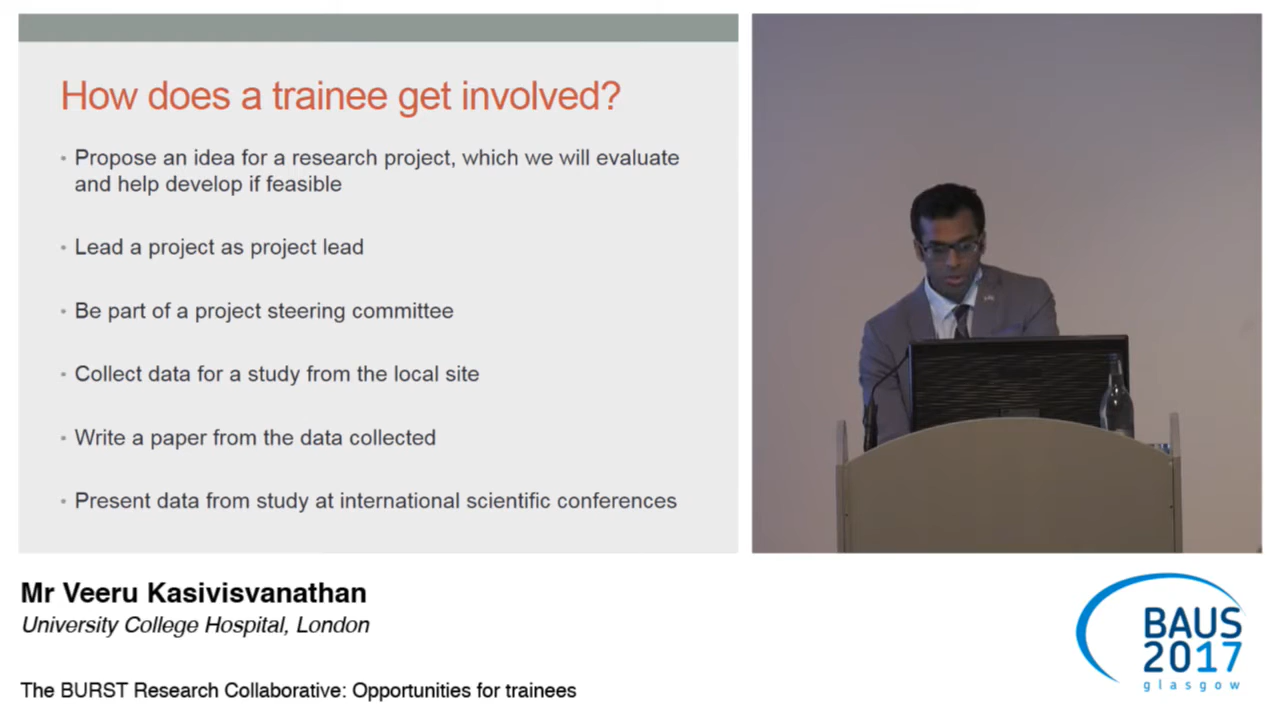 How does a trainee get involved?
• Propose an idea for a research project, which we will evaluate
and help develop if feasible
• Lead a project as project lead
• Be part of a project steering committee
• Collect data for a study from the local site
• Write a paper from the data collected
• Present data from study at international scientific conferences
Mr Veeru Kasivisvanathan
University College Hospital, London
The BURST Research Collaborative: Opportunities for trainees
BAUS
2017
glasgow